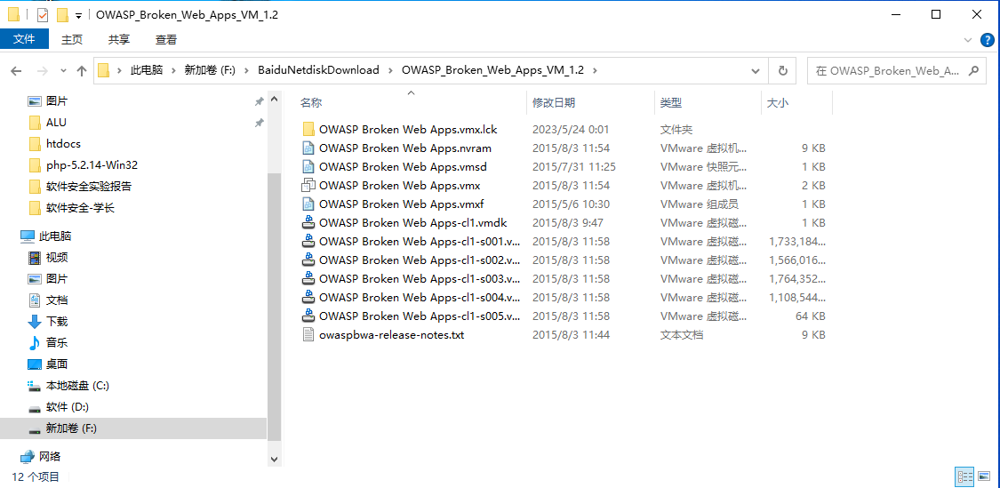 OWASP_Broken_Web_Apps_VM_1.2
文件 主页 共享 查看
此电脑 新加卷 (F:) BaiduNetdiskDownload OWASP_Broken_Web_Apps_VM_1.2 在 OWASP_Broken_Web_A...
图片
ALU
htdocs
php-5.2.14-Win32
软件安全实验报告
软件安全-学长
此电脑
视频
图片
文档
下载
音乐
桌面
本地磁盘 (C:)
软件 (D:)
新加卷 (F:)
网络
名称 修改日期 类型 大小
OWASP Broken Web Apps.vmx.lck 2023/5/24 0:01 文件夹
OWASP Broken Web Apps.nvram 2015/8/3 11:54 VMware 虚拟机... 9 KB
OWASP Broken Web Apps.vmsd 2015/7/31 11:25 VMware 快照元... 1 KB
OWASP Broken Web Apps.vmx 2015/8/3 11:54 VMware 虚拟机... 2 KB
OWASP Broken Web Apps.vmxf 2015/5/6 10:30 VMware 组成员 1 KB
OWASP Broken Web Apps-cl1.vmdk 2015/8/3 9:47 VMware 虚拟磁... 1 KB
OWASP Broken Web Apps-cl1-s001.v... 2015/8/3 11:58 VMware 虚拟磁... 1,733,184...
OWASP Broken Web Apps-cl1-s002.v... 2015/8/3 11:58 VMware 虚拟磁... 1,566,016...
OWASP Broken Web Apps-cl1-s003.v... 2015/8/3 11:58 VMware 虚拟磁... 1,764,352...
OWASP Broken Web Apps-cl1-s004.v... 2015/8/3 11:58 VMware 虚拟磁... 1,108,544...
OWASP Broken Web Apps-cl1-s005.v... 2015/8/3 11:58 VMware 虚拟磁... 64 KB
owaspbwa-release-notes.txt 2015/8/3 11:44 文本文档 9 KB
12 个项目